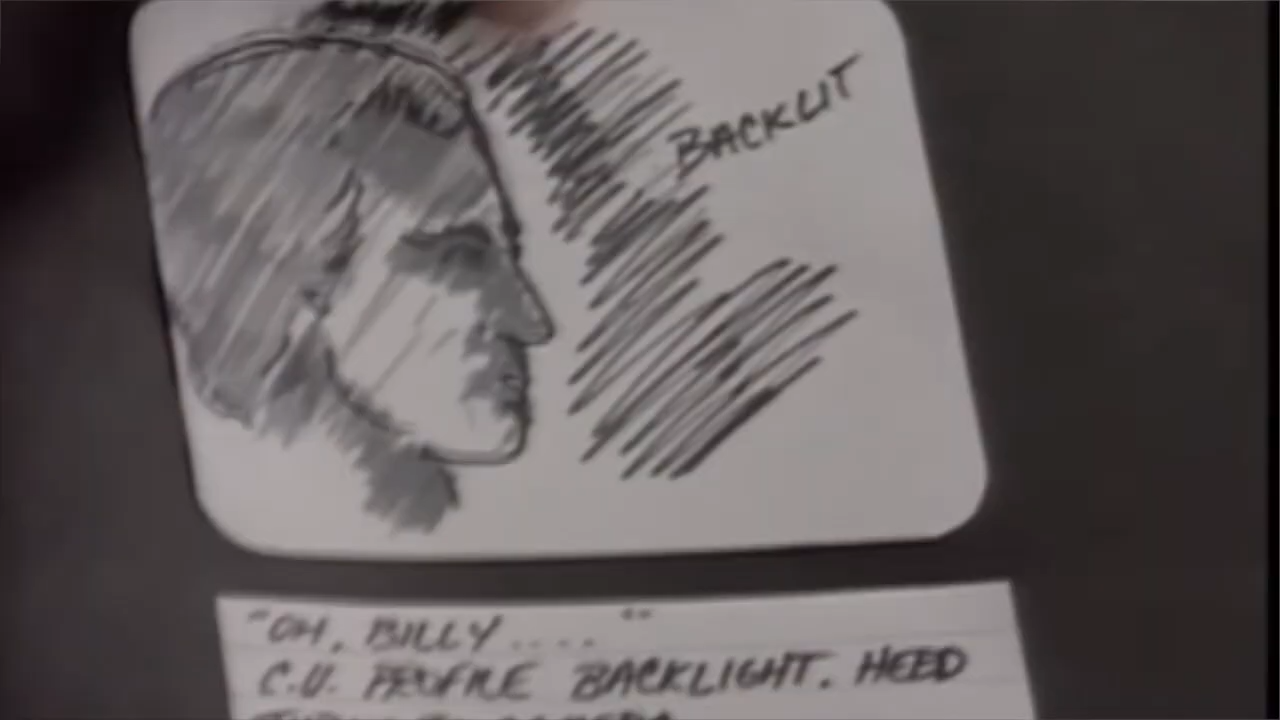 BACKLIT
"OH, BILLY .... "
C.U. PROFILE BACKLIGHT. HEED